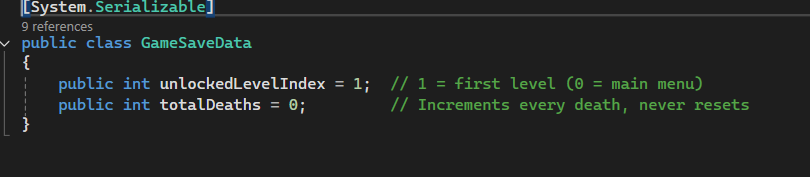 [System.Serializable]
9 references
public class GameSaveData
{
    public int unlockedLevelIndex = 1;  // 1 = first level (0 = main menu)
    public int totalDeaths = 0;         // Increments every death, never resets
}